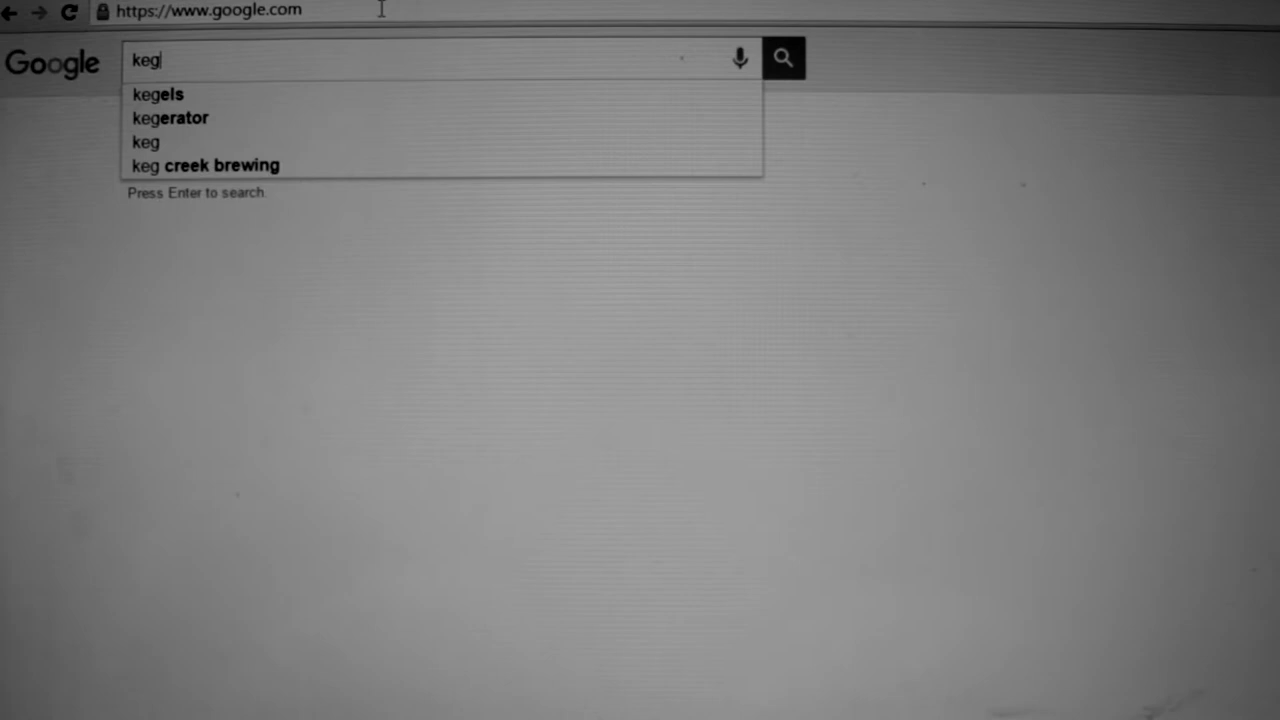 https://www.google.com
Google
keg
kegels
kegerator
keg
keg creek brewing
Press Enter to search.